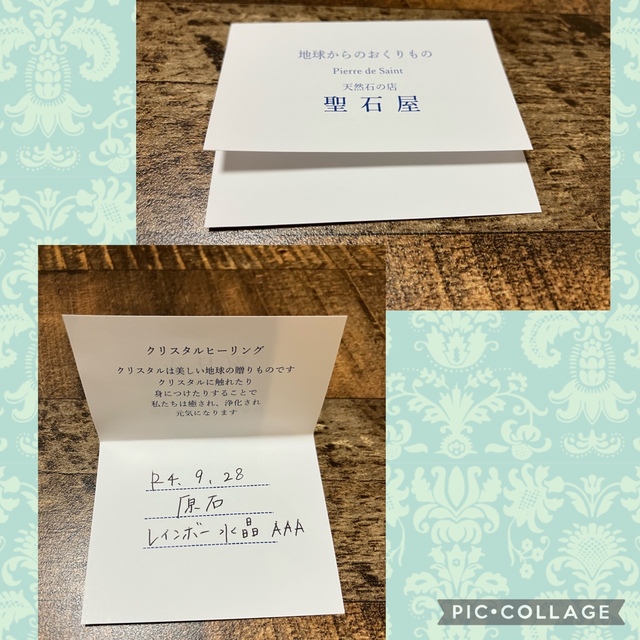 地球からのおくりもの
Pierre de Saint
天然石の店
聖石屋
クリスタルヒーリング
クリスタルは美しい地球の贈りものです
クリスタルに触れたり
身につけたりすることで
私たちは癒され、浄化され
元気になります
R4.9.28
原石
レインボー水晶 AAA
PIC•COLLAGE